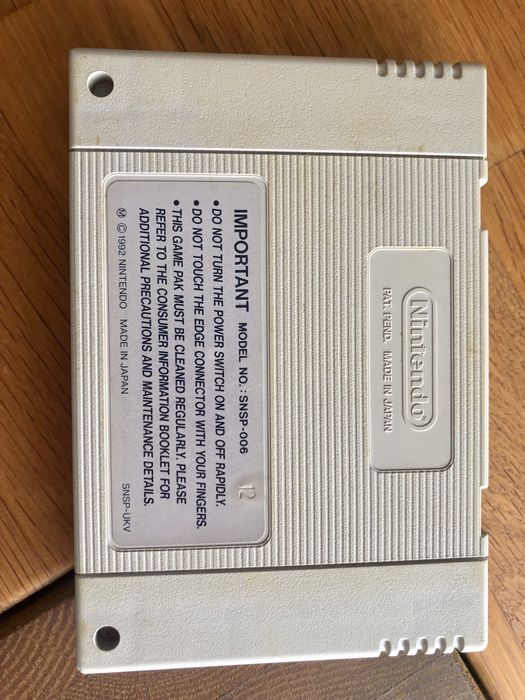 Nintendo®
PAT. PEND. MADE IN JAPAN
IMPORTANT MODEL NO.: SNSP-006
• DO NOT TURN THE POWER SWITCH ON AND OFF RAPIDLY.
• DO NOT TOUCH THE EDGE CONNECTOR WITH YOUR FINGERS.
• THIS GAME PAK MUST BE CLEANED REGULARLY. PLEASE
REFER TO THE CONSUMER INFORMATION BOOKLET FOR
ADDITIONAL PRECAUTIONS AND MAINTENANCE DETAILS.
Ⓜ ©1992 NINTENDO MADE IN JAPAN
SNSP-UKV
12